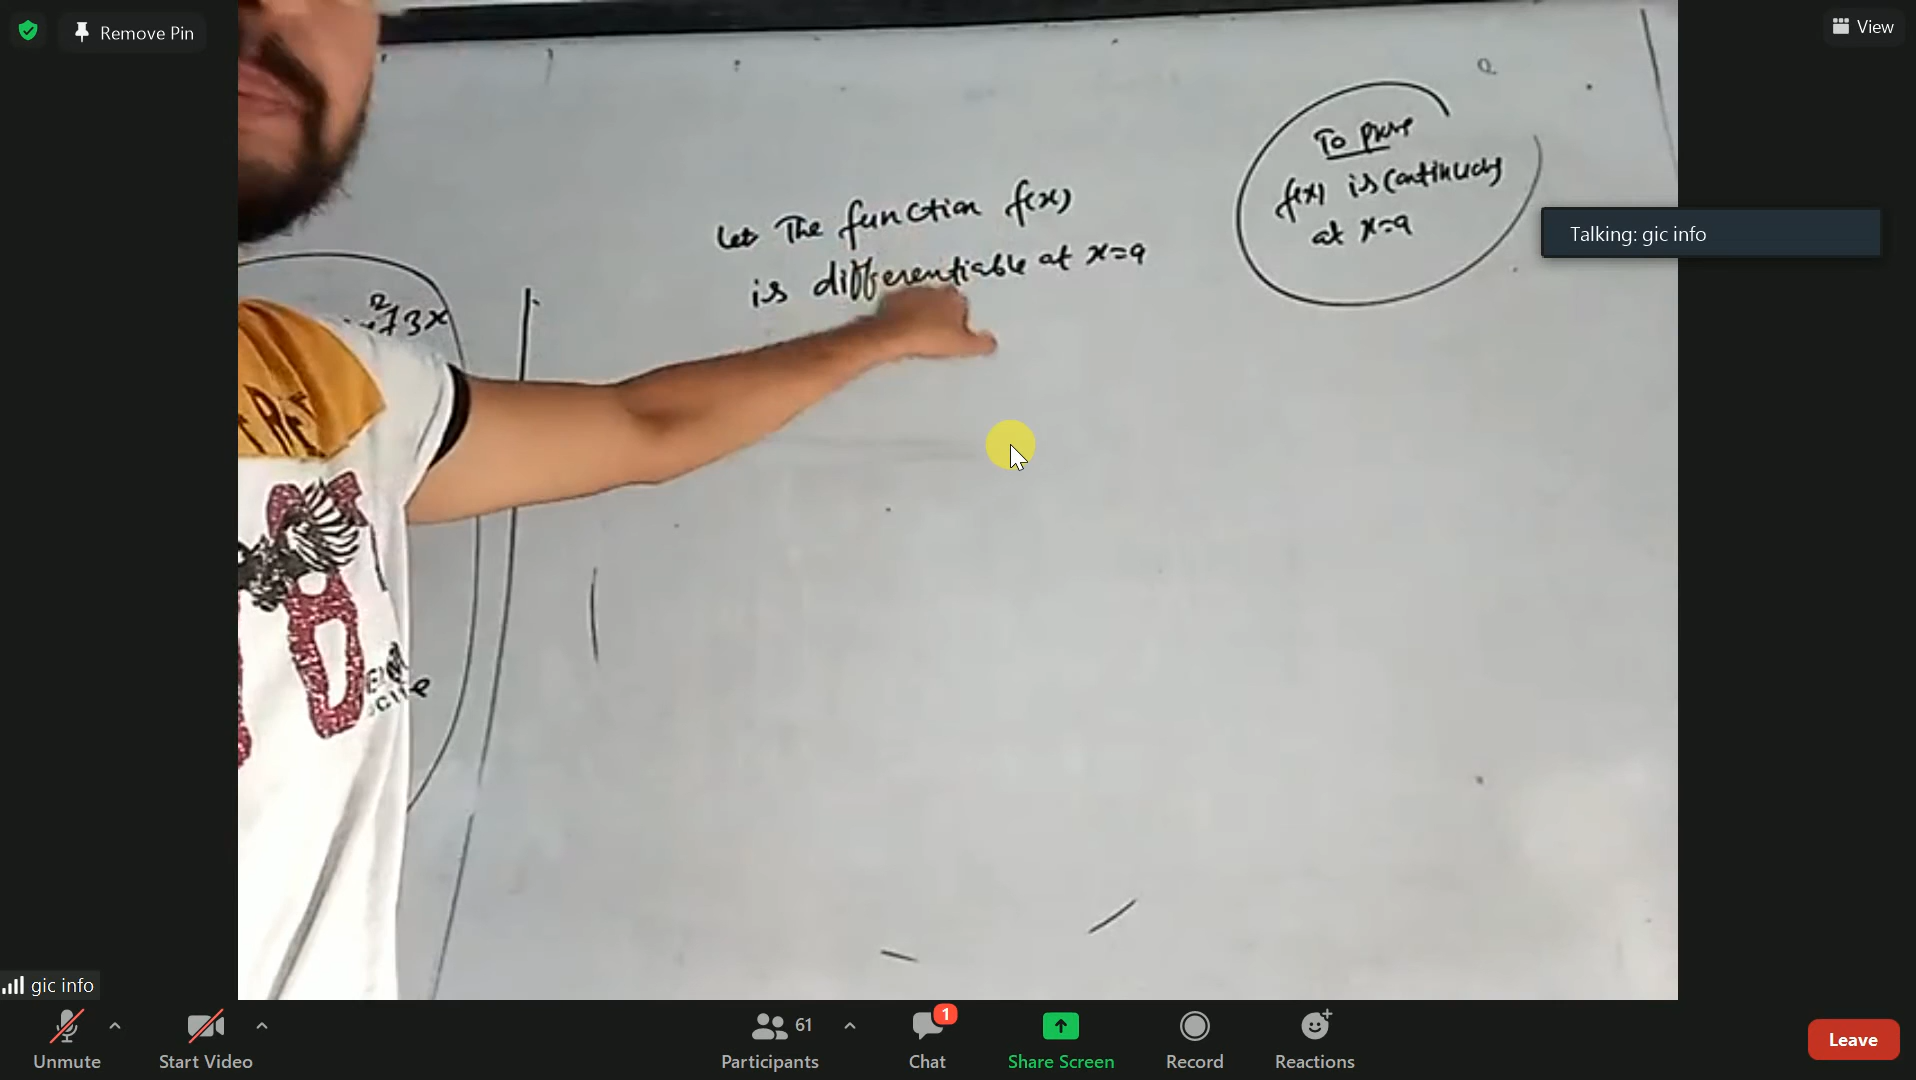 Remove Pin
View
To prove
f(x) is continuous
at x=a
Let The function f(x)
is differentiable at x=a
Talking: gic info
3x
gic info
Unmute
Start Video
61
Participants
1
Chat
Share Screen
Record
Reactions
Leave